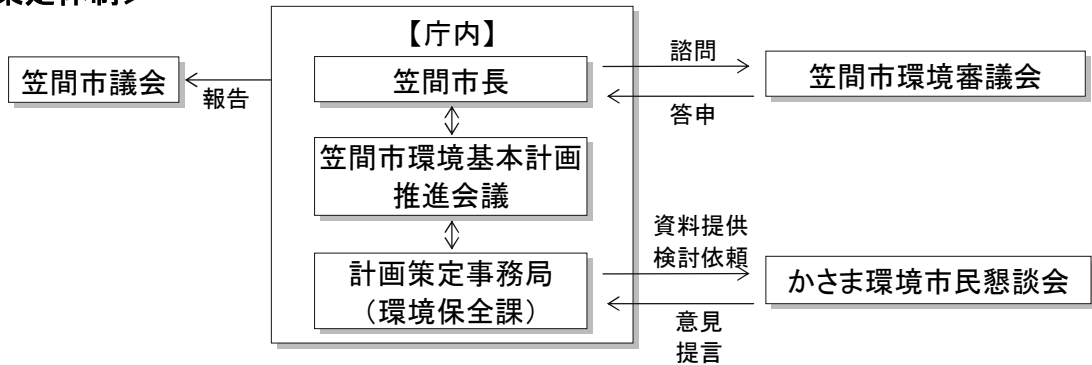 策定体制>
【庁内】
笠間市議会
報告
笠間市長
諮問
答申
笠間市環境審議会
笠間市環境基本計画
推進会議
計画策定事務局
（環境保全課）
資料提供
検討依頼
意見
提言
かさま環境市民懇談会